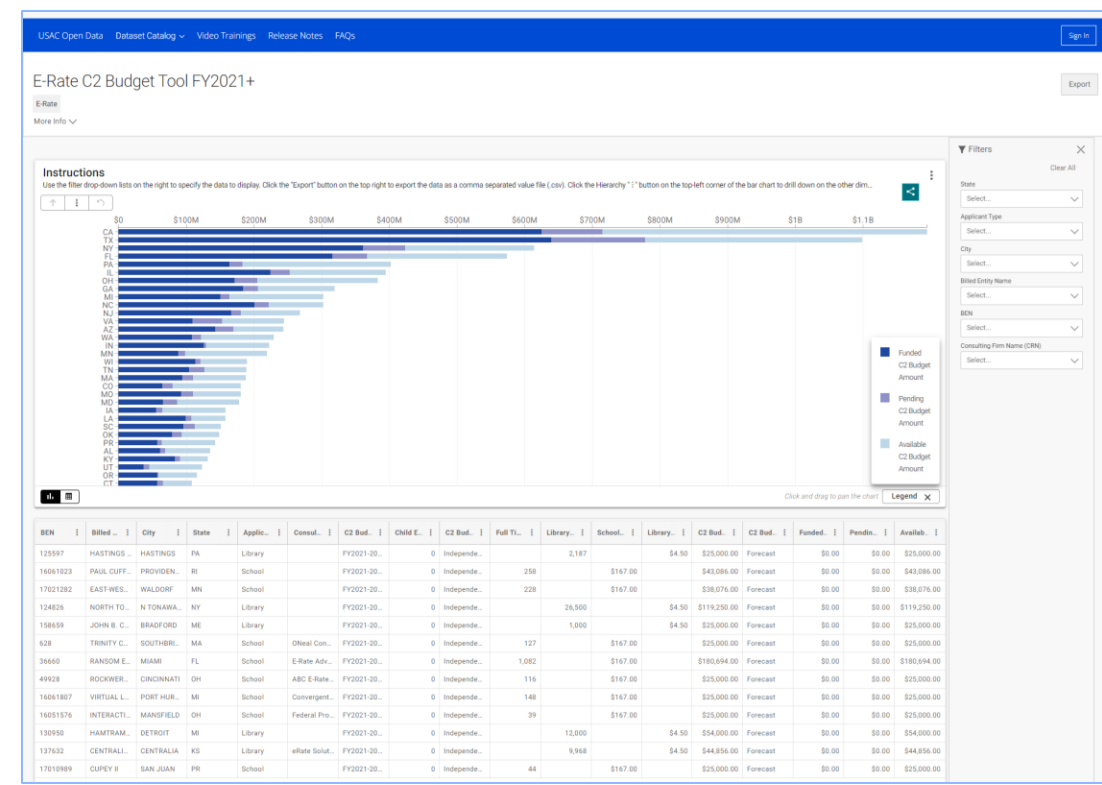 USAC Open Data Dataset Catalog Video Trainings Release Notes FAQs Sign In
E-Rate C2 Budget Tool FY2021+ Export
E-Rate
More Info
Filters
Clear All
Instructions
Use the filter drop-down lists on the right to specify the data to display. Click the "Export" button on the top right to export the data as a comma separated value file (.csv). Click the Hierarchy "⋮" button on the top-left corner of the bar chart to drill down on the other dim...
State
Select...
Applicant Type
Select...
City
Select...
Billed Entity Name
Select...
BEN
Select...
Consulting Firm Name (CRN)
Select...
$0 $100M $200M $300M $400M $500M $600M $700M $800M $900M $1B $1.1B
CA
TX
NY
FL
PA
IL
OH
GA
MI
NC
NJ
VA
AZ
WA
IN
MN
WI
TN
MA
CO
MO
MD
IA
LA
SC
OK
PR
AL
KY
UT
OR
CT
Funded
C2 Budget
Amount
Pending
C2 Budget
Amount
Available
C2 Budget
Amount
Click and drag to pan the chart Legend
BEN Billed ... City State Applic... Consul... C2 Bud... Child E... C2 Bud... Full Ti... Library... School... Library... C2 Bud... C2 Bud... Funded... Pendin... Availab...
125597 HASTINGS ... HASTINGS PA Library FY2021-20... 0 Independe... 2,187 $4.50 $25,000.00 Forecast $0.00 $0.00 $25,000.00
16061023 PAUL CUFF... PROVIDEN... RI School FY2021-20... 0 Independe... 258 $167.00 $43,086.00 Forecast $0.00 $0.00 $43,086.00
17021282 EAST-WES... WALDORF MN School FY2021-20... 0 Independe... 228 $167.00 $38,076.00 Forecast $0.00 $0.00 $38,076.00
124826 NORTH TO... N TONAWA... NY Library FY2021-20... 0 Independe... 26,500 $4.50 $119,250.00 Forecast $0.00 $0.00 $119,250.00
158659 JOHN B. C... BRADFORD ME Library FY2021-20... 0 Independe... 1,000 $4.50 $25,000.00 Forecast $0.00 $0.00 $25,000.00
628 TRINITY C... SOUTHBRI... MA School ONeal Con... FY2021-20... 0 Independe... 127 $167.00 $25,000.00 Forecast $0.00 $0.00 $25,000.00
36660 RANSOM E... MIAMI FL School E-Rate Adv... FY2021-20... 0 Independe... 1,082 $167.00 $180,694.00 Forecast $0.00 $0.00 $180,694.00
49928 ROCKWER... CINCINNATI OH School ABC E-Rate... FY2021-20... 0 Independe... 116 $167.00 $25,000.00 Forecast $0.00 $0.00 $25,000.00
16061807 VIRTUAL L... PORT HUR... MI School Convergent... FY2021-20... 0 Independe... 148 $167.00 $25,000.00 Forecast $0.00 $0.00 $25,000.00
16051576 INTERACTI... MANSFIELD OH School Federal Pro... FY2021-20... 0 Independe... 39 $167.00 $25,000.00 Forecast $0.00 $0.00 $25,000.00
130950 HAMTRAM... DETROIT MI Library FY2021-20... 0 Independe... 12,000 $4.50 $54,000.00 Forecast $0.00 $0.00 $54,000.00
137632 CENTRALI... CENTRALIA KS Library eRate Solut... FY2021-20... 0 Independe... 9,968 $4.50 $44,856.00 Forecast $0.00 $0.00 $44,856.00
17010989 CUPEY II SAN JUAN PR School FY2021-20... 0 Independe... 44 $167.00 $25,000.00 Forecast $0.00 $0.00 $25,000.00